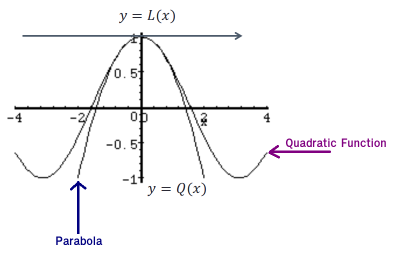 y = L(x)
1
0.5
-4
-2
0
2
x
4
-0.5
Quadratic Function
-1
y = Q(x)
Parabola